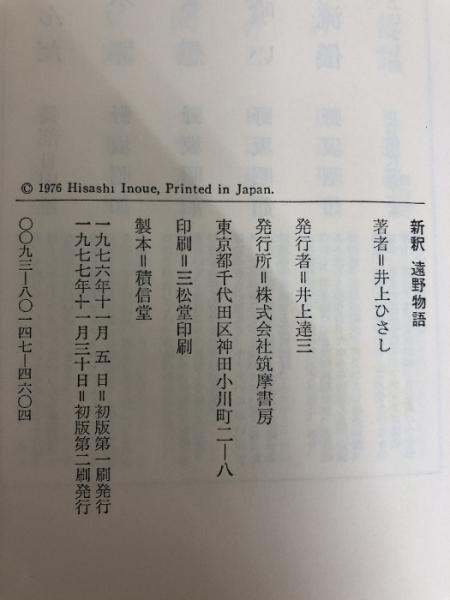 © 1976 Hisashi Inoue, Printed in Japan.
新釈 遠野物語
著者＝井上ひさし
発行者＝井上達三
発行所＝株式会社筑摩書房
東京都千代田区神田小川町二―八
印刷＝三松堂印刷
製本＝積信堂
一九七六年十一月 五 日＝初版第一刷発行
一九七七年十一月三十日＝初版第二刷発行
〇〇九三―八〇一四七―四六〇四